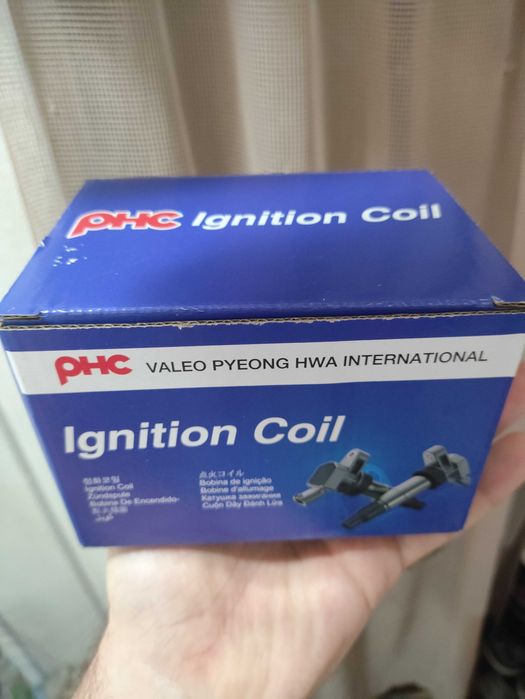 PHC Ignition Coil
PHC VALEO PYEONG HWA INTERNATIONAL
Ignition Coil
점화코일
Ignition Coil
Zündspule
Bobina De Encendido-
点火コイル
Bobina de ignição
Bobine d'allumage
Катушка зажигания
Cuộn Dây Đánh Lửa